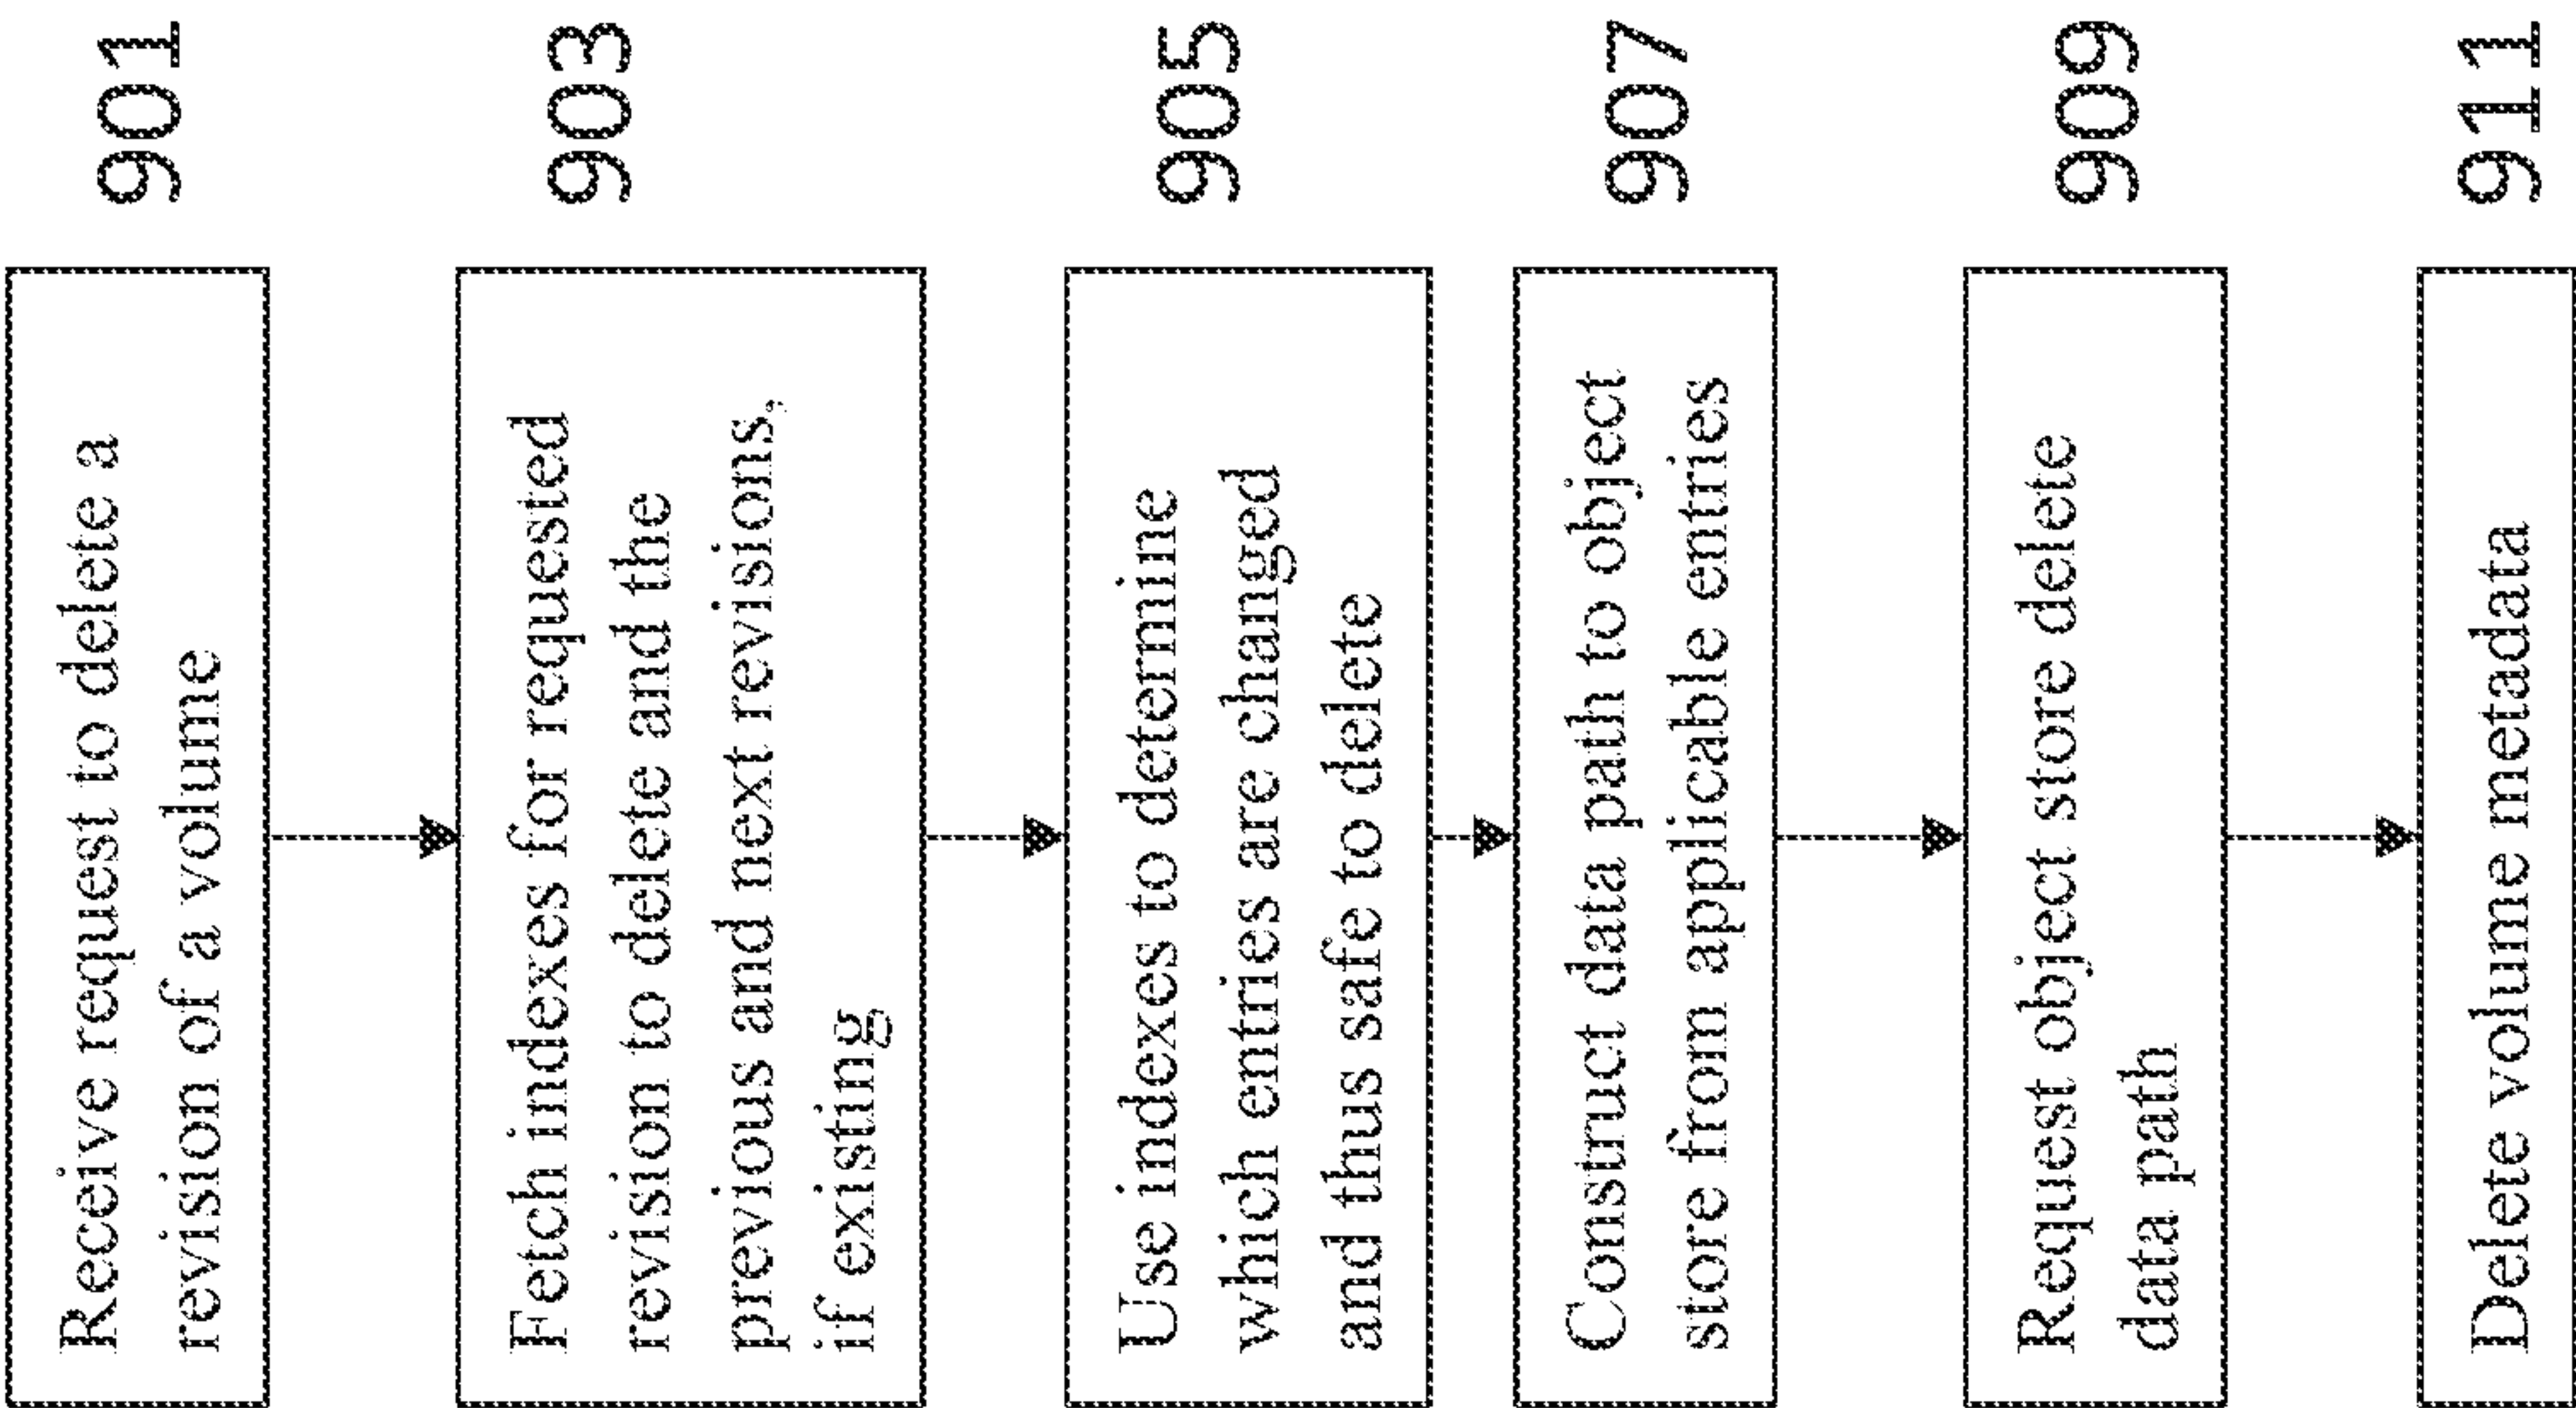 Receive request to delete a
revision of a volume
901
Fetch indexes for requested
revision to delete and the
previous and next revisions,
if existing
903
Use indexes to determine
which entries are changed
and thus safe to delete
905
Construct data path to object
store from applicable entries
907
Request object store delete
data path
909
Delete volume metadata
911